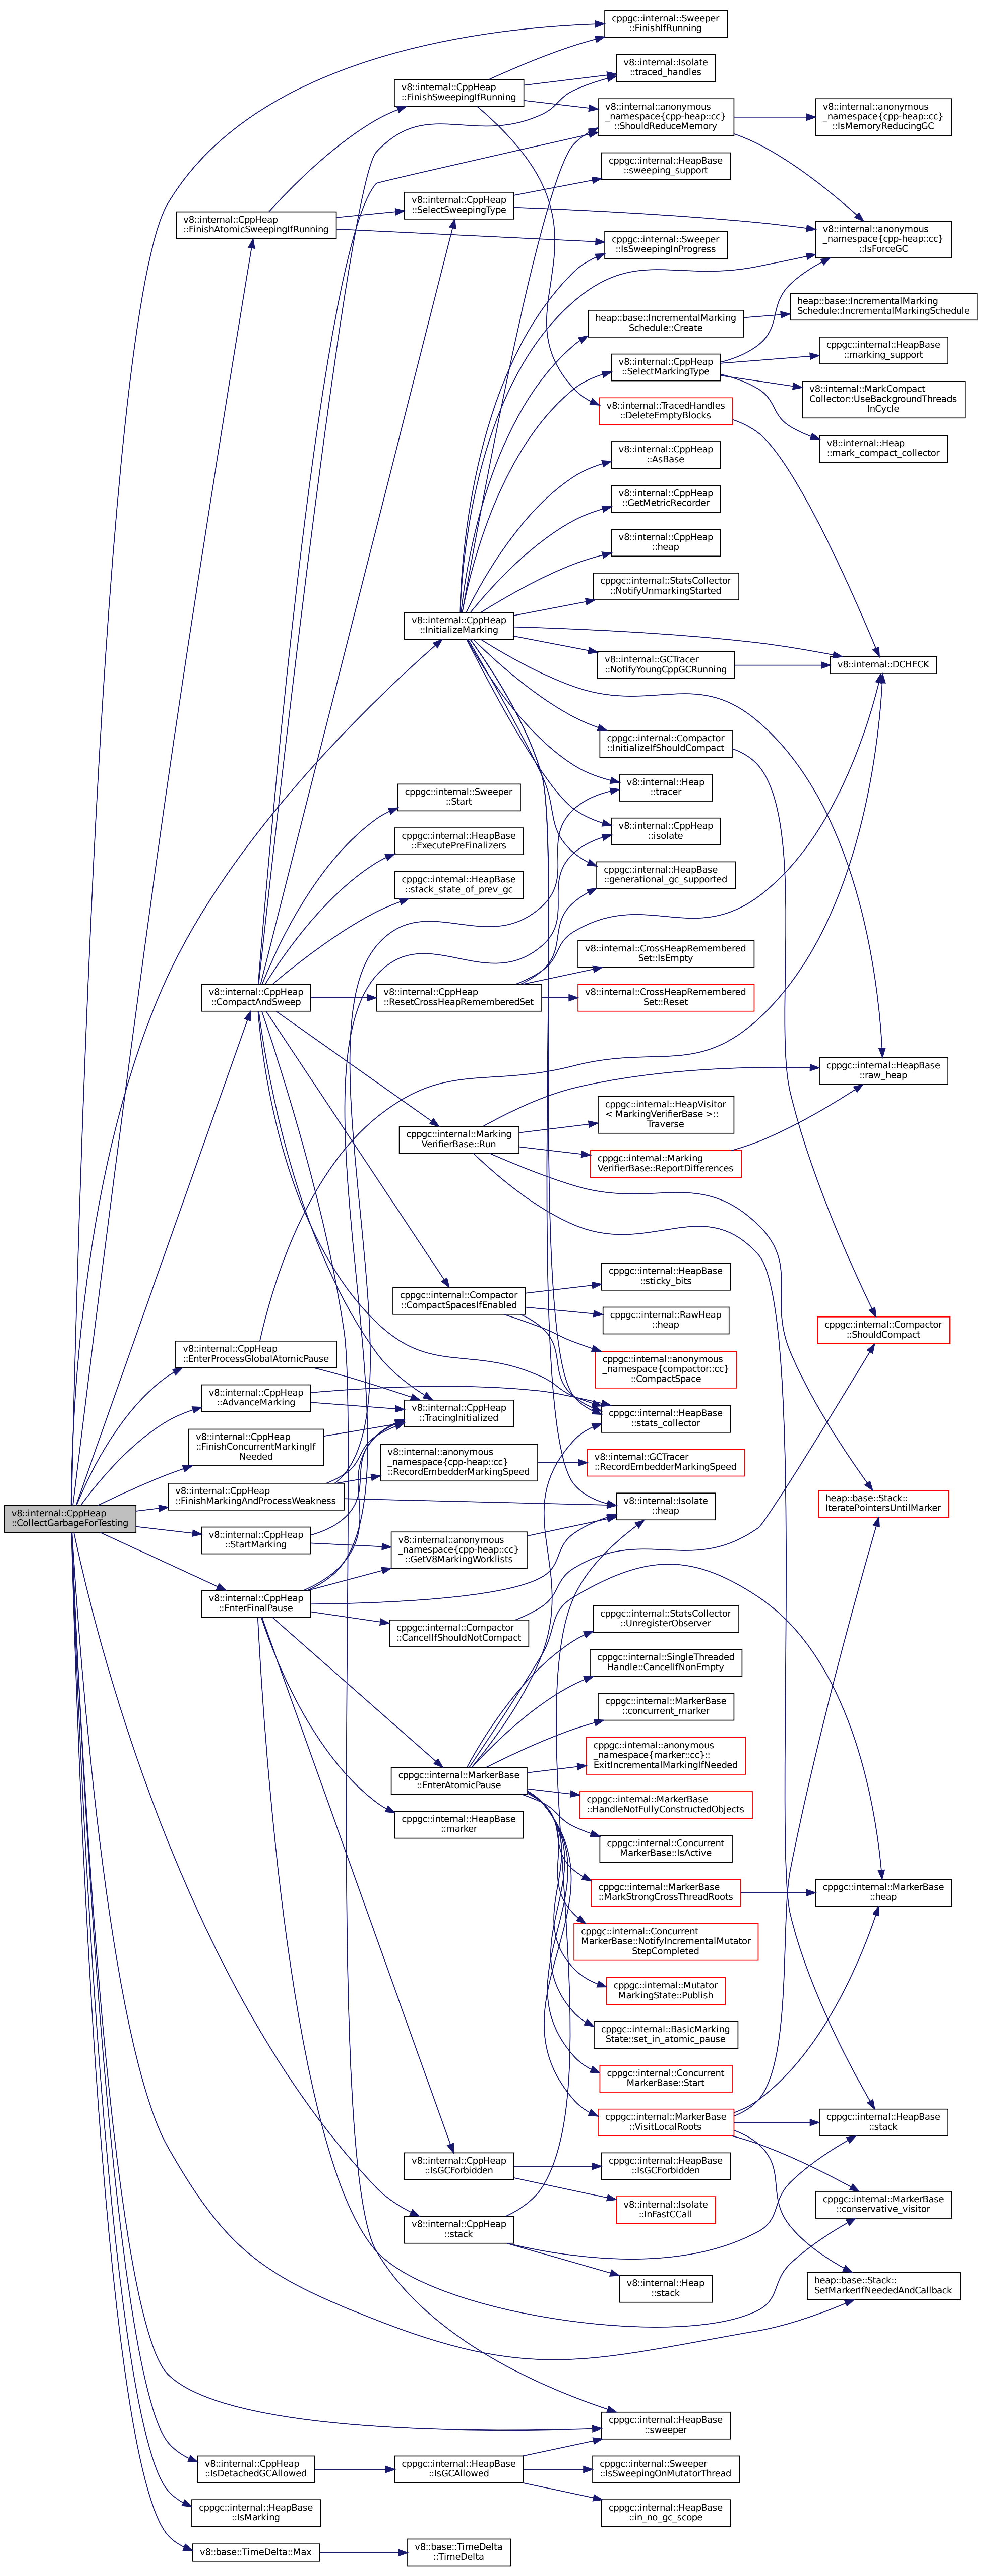 cppgc::internal::Sweeper
::FinishIfRunning
v8::internal::Isolate
::traced_handles
v8::internal::CppHeap
::FinishSweepingIfRunning
v8::internal::anonymous
_namespace{cpp-heap::cc}
::ShouldReduceMemory
v8::internal::anonymous
_namespace{cpp-heap::cc}
::IsMemoryReducingGC
cppgc::internal::HeapBase
::sweeping_support
v8::internal::CppHeap
::SelectSweepingType
v8::internal::CppHeap
::FinishAtomicSweepingIfRunning
cppgc::internal::Sweeper
::IsSweepingInProgress
v8::internal::anonymous
_namespace{cpp-heap::cc}
::IsForceGC
heap::base::IncrementalMarking
Schedule::Create
heap::base::IncrementalMarking
Schedule::IncrementalMarkingSchedule
cppgc::internal::HeapBase
::marking_support
v8::internal::CppHeap
::SelectMarkingType
v8::internal::MarkCompact
Collector::UseBackgroundThreads
InCycle
v8::internal::TracedHandles
::DeleteEmptyBlocks
v8::internal::Heap
::mark_compact_collector
v8::internal::CppHeap
::AsBase
v8::internal::CppHeap
::GetMetricRecorder
v8::internal::CppHeap
::heap
cppgc::internal::StatsCollector
::NotifyUnmarkingStarted
v8::internal::CppHeap
::InitializeMarking
v8::internal::GCTracer
::NotifyYoungCppGCRunning
v8::internal::DCHECK
cppgc::internal::Compactor
::InitializeIfShouldCompact
v8::internal::Heap
::tracer
cppgc::internal::Sweeper
::Start
v8::internal::CppHeap
::isolate
cppgc::internal::HeapBase
::ExecutePreFinalizers
cppgc::internal::HeapBase
::generational_gc_supported
cppgc::internal::HeapBase
::stack_state_of_prev_gc
v8::internal::CrossHeapRemembered
Set::IsEmpty
v8::internal::CppHeap
::CompactAndSweep
v8::internal::CppHeap
::ResetCrossHeapRememberedSet
v8::internal::CrossHeapRemembered
Set::Reset
cppgc::internal::HeapBase
::raw_heap
cppgc::internal::HeapVisitor
< MarkingVerifierBase >::
Traverse
cppgc::internal::Marking
VerifierBase::Run
cppgc::internal::Marking
VerifierBase::ReportDifferences
cppgc::internal::HeapBase
::sticky_bits
cppgc::internal::Compactor
::CompactSpacesIfEnabled
cppgc::internal::RawHeap
::heap
cppgc::internal::Compactor
::ShouldCompact
v8::internal::CppHeap
::EnterProcessGlobalAtomicPause
cppgc::internal::anonymous
_namespace{compactor::cc}
::CompactSpace
v8::internal::CppHeap
::AdvanceMarking
v8::internal::CppHeap
::TracingInitialized
cppgc::internal::HeapBase
::stats_collector
v8::internal::CppHeap
::FinishConcurrentMarkingIf
Needed
v8::internal::anonymous
_namespace{cpp-heap::cc}
::RecordEmbedderMarkingSpeed
v8::internal::GCTracer
::RecordEmbedderMarkingSpeed
v8::internal::CppHeap
::FinishMarkingAndProcessWeakness
v8::internal::Isolate
::heap
heap::base::Stack::
IteratePointersUntilMarker
v8::internal::CppHeap
::CollectGarbageForTesting
v8::internal::CppHeap
::StartMarking
v8::internal::anonymous
_namespace{cpp-heap::cc}
::GetV8MarkingWorklists
v8::internal::CppHeap
::EnterFinalPause
cppgc::internal::Compactor
::CancelIfShouldNotCompact
cppgc::internal::StatsCollector
::UnregisterObserver
cppgc::internal::SingleThreaded
Handle::CancelIfNonEmpty
cppgc::internal::MarkerBase
::concurrent_marker
cppgc::internal::anonymous
_namespace{marker::cc}::
ExitIncrementalMarkingIfNeeded
cppgc::internal::MarkerBase
::EnterAtomicPause
cppgc::internal::MarkerBase
::HandleNotFullyConstructedObjects
cppgc::internal::HeapBase
::marker
cppgc::internal::Concurrent
MarkerBase::IsActive
cppgc::internal::MarkerBase
::MarkStrongCrossThreadRoots
cppgc::internal::MarkerBase
::heap
cppgc::internal::Concurrent
MarkerBase::NotifyIncrementalMutator
StepCompleted
cppgc::internal::Mutator
MarkingState::Publish
cppgc::internal::BasicMarking
State::set_in_atomic_pause
cppgc::internal::Concurrent
MarkerBase::Start
cppgc::internal::MarkerBase
::VisitLocalRoots
cppgc::internal::HeapBase
::stack
v8::internal::CppHeap
::IsGCForbidden
cppgc::internal::HeapBase
::IsGCForbidden
v8::internal::Isolate
::InFastCCall
cppgc::internal::MarkerBase
::conservative_visitor
v8::internal::CppHeap
::stack
v8::internal::Heap
::stack
heap::base::Stack::
SetMarkerIfNeededAndCallback
cppgc::internal::HeapBase
::sweeper
v8::internal::CppHeap
::IsDetachedGCAllowed
cppgc::internal::HeapBase
::IsGCAllowed
cppgc::internal::Sweeper
::IsSweepingOnMutatorThread
cppgc::internal::HeapBase
::IsMarking
cppgc::internal::HeapBase
::in_no_gc_scope
v8::base::TimeDelta::Max
v8::base::TimeDelta
::TimeDelta